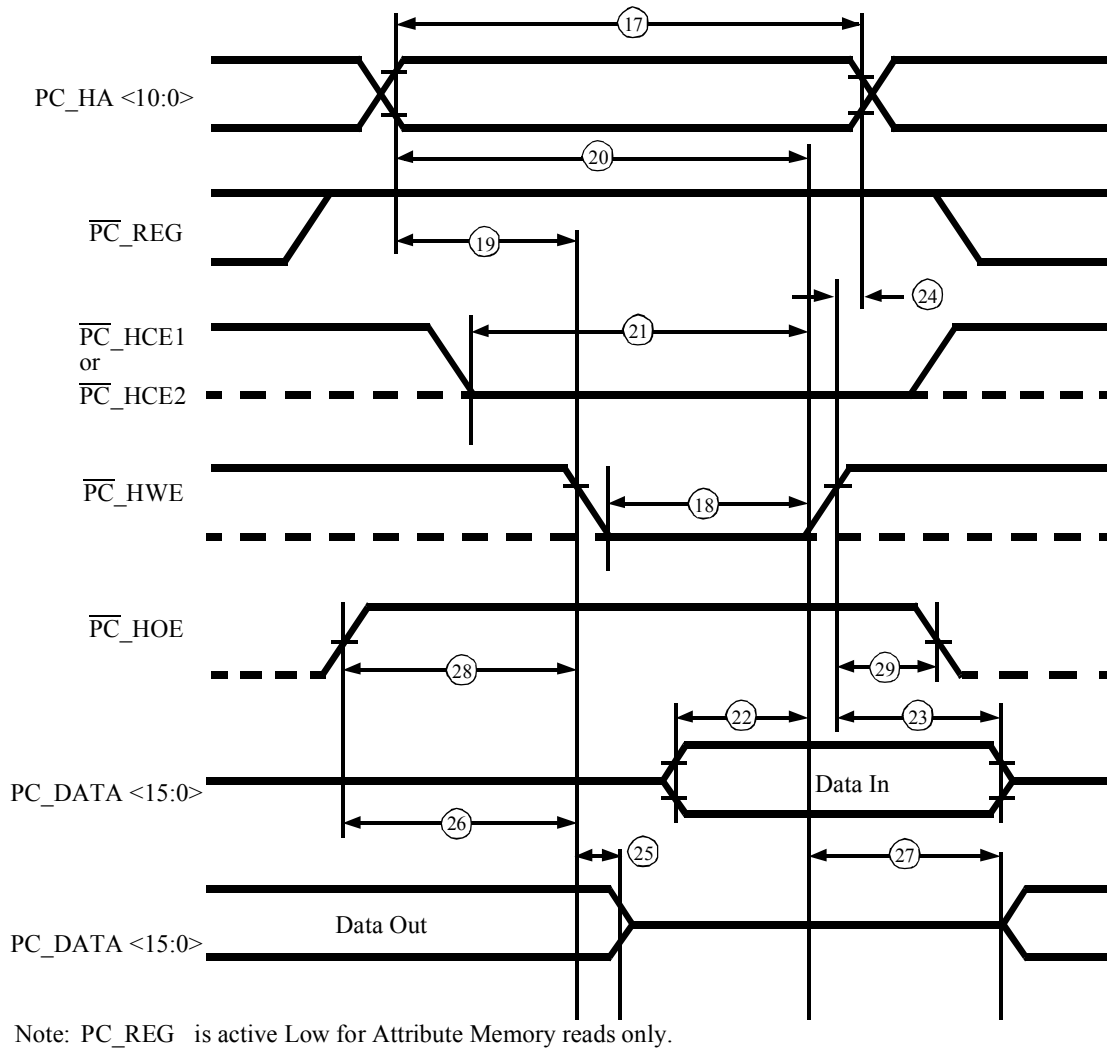 17
PC_HA <10:0>
20
PC_REG
19
24
PC_HCE1
or
PC_HCE2
21
PC_HWE
18
PC_HOE
28
29
22
23
PC_DATA <15:0>
Data In
26
25
27
Data Out
PC_DATA <15:0>
Note: PC_REG is active Low for Attribute Memory reads only.